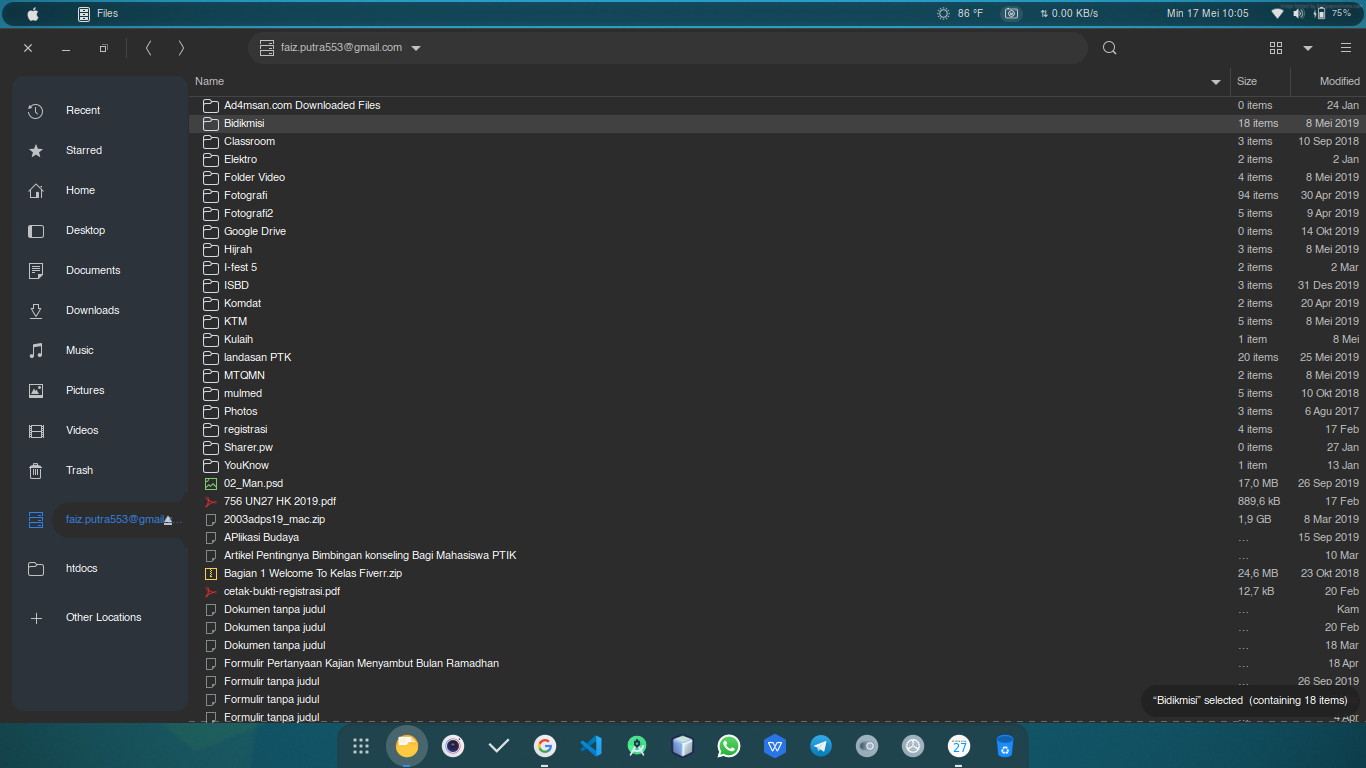 Files
86 °F
0.00 KB/s
Min 17 Mei 10:05
75%
faiz.putra553@gmail.com
Name Size Modified
Recent
Starred
Home
Desktop
Documents
Downloads
Music
Pictures
Videos
Trash
faiz.putra553@gmail...
htdocs
Other Locations
Ad4msan.com Downloaded Files 0 items 24 Jan
Bidikmisi 18 items 8 Mei 2019
Classroom 3 items 10 Sep 2018
Elektro 2 items 2 Jan
Folder Video 4 items 8 Mei 2019
Fotografi 94 items 30 Apr 2019
Fotografi2 5 items 9 Apr 2019
Google Drive 0 items 14 Okt 2019
Hijrah 3 items 8 Mei 2019
I-fest 5 2 items 2 Mar
ISBD 3 items 31 Des 2019
Komdat 2 items 20 Apr 2019
KTM 5 items 8 Mei 2019
Kulaih 1 item 8 Mei
landasan PTK 20 items 25 Mei 2019
MTQMN 2 items 8 Mei 2019
mulmed 5 items 10 Okt 2018
Photos 3 items 6 Agu 2017
registrasi 4 items 17 Feb
Sharer.pw 0 items 27 Jan
YouKnow 1 item 13 Jan
02_Man.psd 17,0 MB 26 Sep 2019
756 UN27 HK 2019.pdf 889,6 kB 17 Feb
2003adps19_mac.zip 1,9 GB 8 Mar 2019
APlikasi Budaya ... 15 Sep 2019
Artikel Pentingnya Bimbingan konseling Bagi Mahasiswa PTIK ... 10 Mar
Bagian 1 Welcome To Kelas Fiverr.zip 24,6 MB 23 Okt 2018
cetak-bukti-registrasi.pdf 12,7 kB 20 Feb
Dokumen tanpa judul ... Kam
Dokumen tanpa judul ... 20 Feb
Dokumen tanpa judul ... 18 Mar
Formulir Pertanyaan Kajian Menyambut Bulan Ramadhan ... 18 Apr
Formulir tanpa judul ... 26 Sep 2019
Formulir tanpa judul
Formulir tanpa judul ... 4 Apr
“Bidikmisi” selected (containing 18 items)
W
27